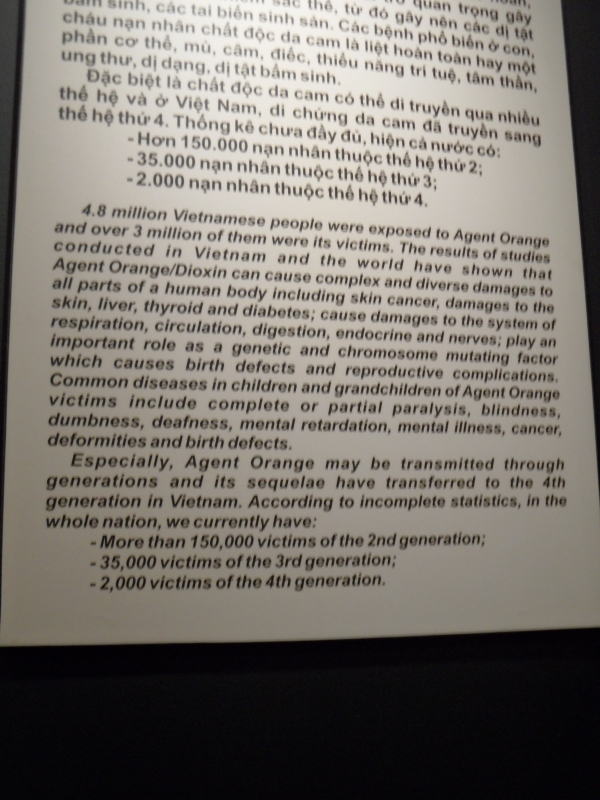 quan trọng gây
bẩm sinh, các tai biến sinh sản. thể, từ đó gây nên các dị tật
cháu nạn nhân chất độc da cam là liệt hoàn toàn hay một Các bệnh phổ biến ở con,
phần cơ thể, mù, câm, điếc, thiểu năng trí tuệ, tâm thần,
ung thư, dị dạng, dị tật bẩm sinh.
Đặc biệt là chất độc da cam có thể di truyền qua nhiều
thế hệ và ở Việt Nam, di chứng da cam đã truyền sang
thế hệ thứ 4. Thống kê chưa đầy đủ, hiện cả nước có:
- Hơn 150.000 nạn nhân thuộc thế hệ thứ 2;
- 35.000 nạn nhân thuộc thế hệ thứ 3;
- 2.000 nạn nhân thuộc thế hệ thứ 4.
4.8 million Vietnamese people were exposed to Agent Orange
and over 3 million of them were its victims. The results of studies
conducted in Vietnam and the world have shown that
Agent Orange/Dioxin can cause complex and diverse damages to
all parts of a human body including skin cancer, damages to the
skin, liver, thyroid and diabetes; cause damages to the system of
respiration, circulation, digestion, endocrine and nerves; play an
important role as a genetic and chromosome mutating factor
which causes birth defects and reproductive complications.
Common diseases in children and grandchildren of Agent Orange
victims include complete or partial paralysis, blindness,
dumbness, deafness, mental retardation, mental illness, cancer,
deformities and birth defects.
Especially, Agent Orange may be transmitted through
generations and its sequelae have transferred to the 4th
generation in Vietnam. According to incomplete statistics, in the
whole nation, we currently have:
- More than 150,000 victims of the 2nd generation;
- 35,000 victims of the 3rd generation;
- 2,000 victims of the 4th generation.